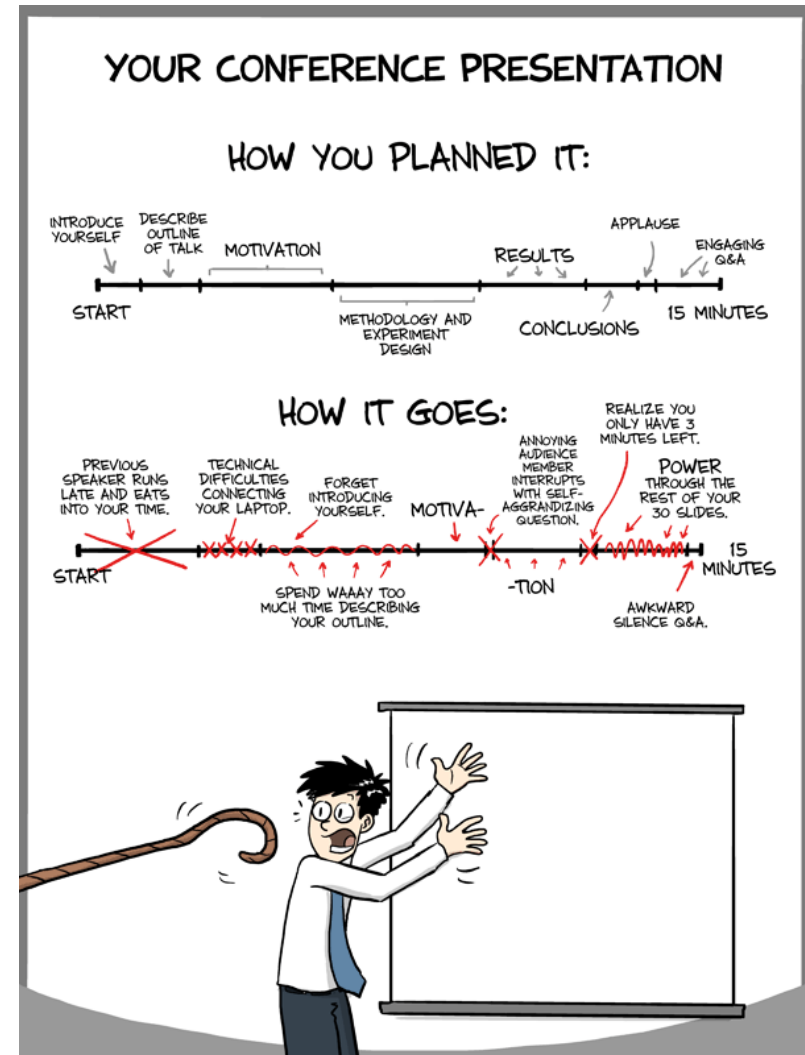 YOUR CONFERENCE PRESENTATION
HOW YOU PLANNED IT:
INTRODUCE
YOURSELF
DESCRIBE
OUTLINE
OF TALK
MOTIVATION
METHODOLOGY AND
EXPERIMENT
DESIGN
RESULTS
CONCLUSIONS
APPLAUSE
ENGAGING
Q&A
START
15 MINUTES
HOW IT GOES:
PREVIOUS
SPEAKER RUNS
LATE AND EATS
INTO YOUR TIME.
TECHNICAL
DIFFICULTIES
CONNECTING
YOUR LAPTOP.
FORGET
INTRODUCING
YOURSELF.
SPEND WAAAY TOO
MUCH TIME DESCRIBING
YOUR OUTLINE.
MOTIVA-
ANNOYING
AUDIENCE
MEMBER
INTERRUPTS
WITH SELF-
AGGRANDIZING
QUESTION.
-TION
REALIZE YOU
ONLY HAVE 3
MINUTES LEFT.
POWER
THROUGH THE
REST OF YOUR
30 SLIDES.
AWKWARD
SILENCE Q&A.
START
15
MINUTES